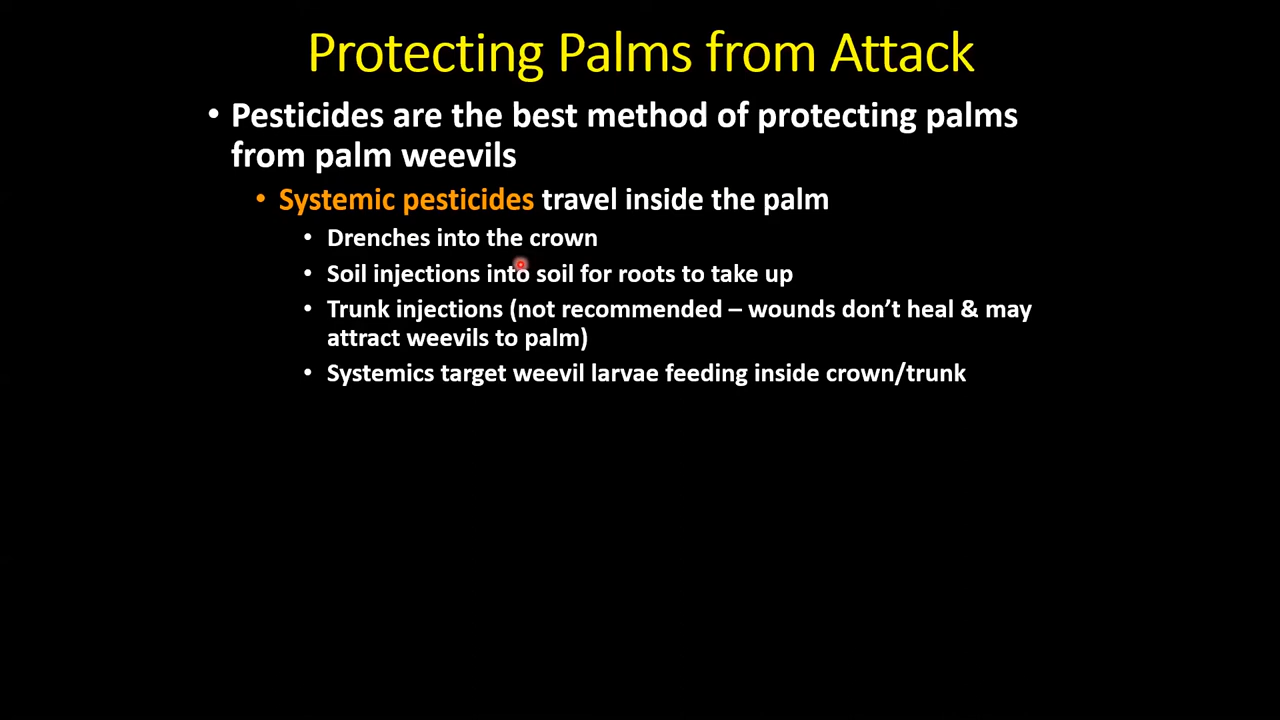 Protecting Palms from Attack
• Pesticides are the best method of protecting palms
from palm weevils
• Systemic pesticides travel inside the palm
• Drenches into the crown
• Soil injections into soil for roots to take up
• Trunk injections (not recommended – wounds don’t heal & may
attract weevils to palm)
• Systemics target weevil larvae feeding inside crown/trunk